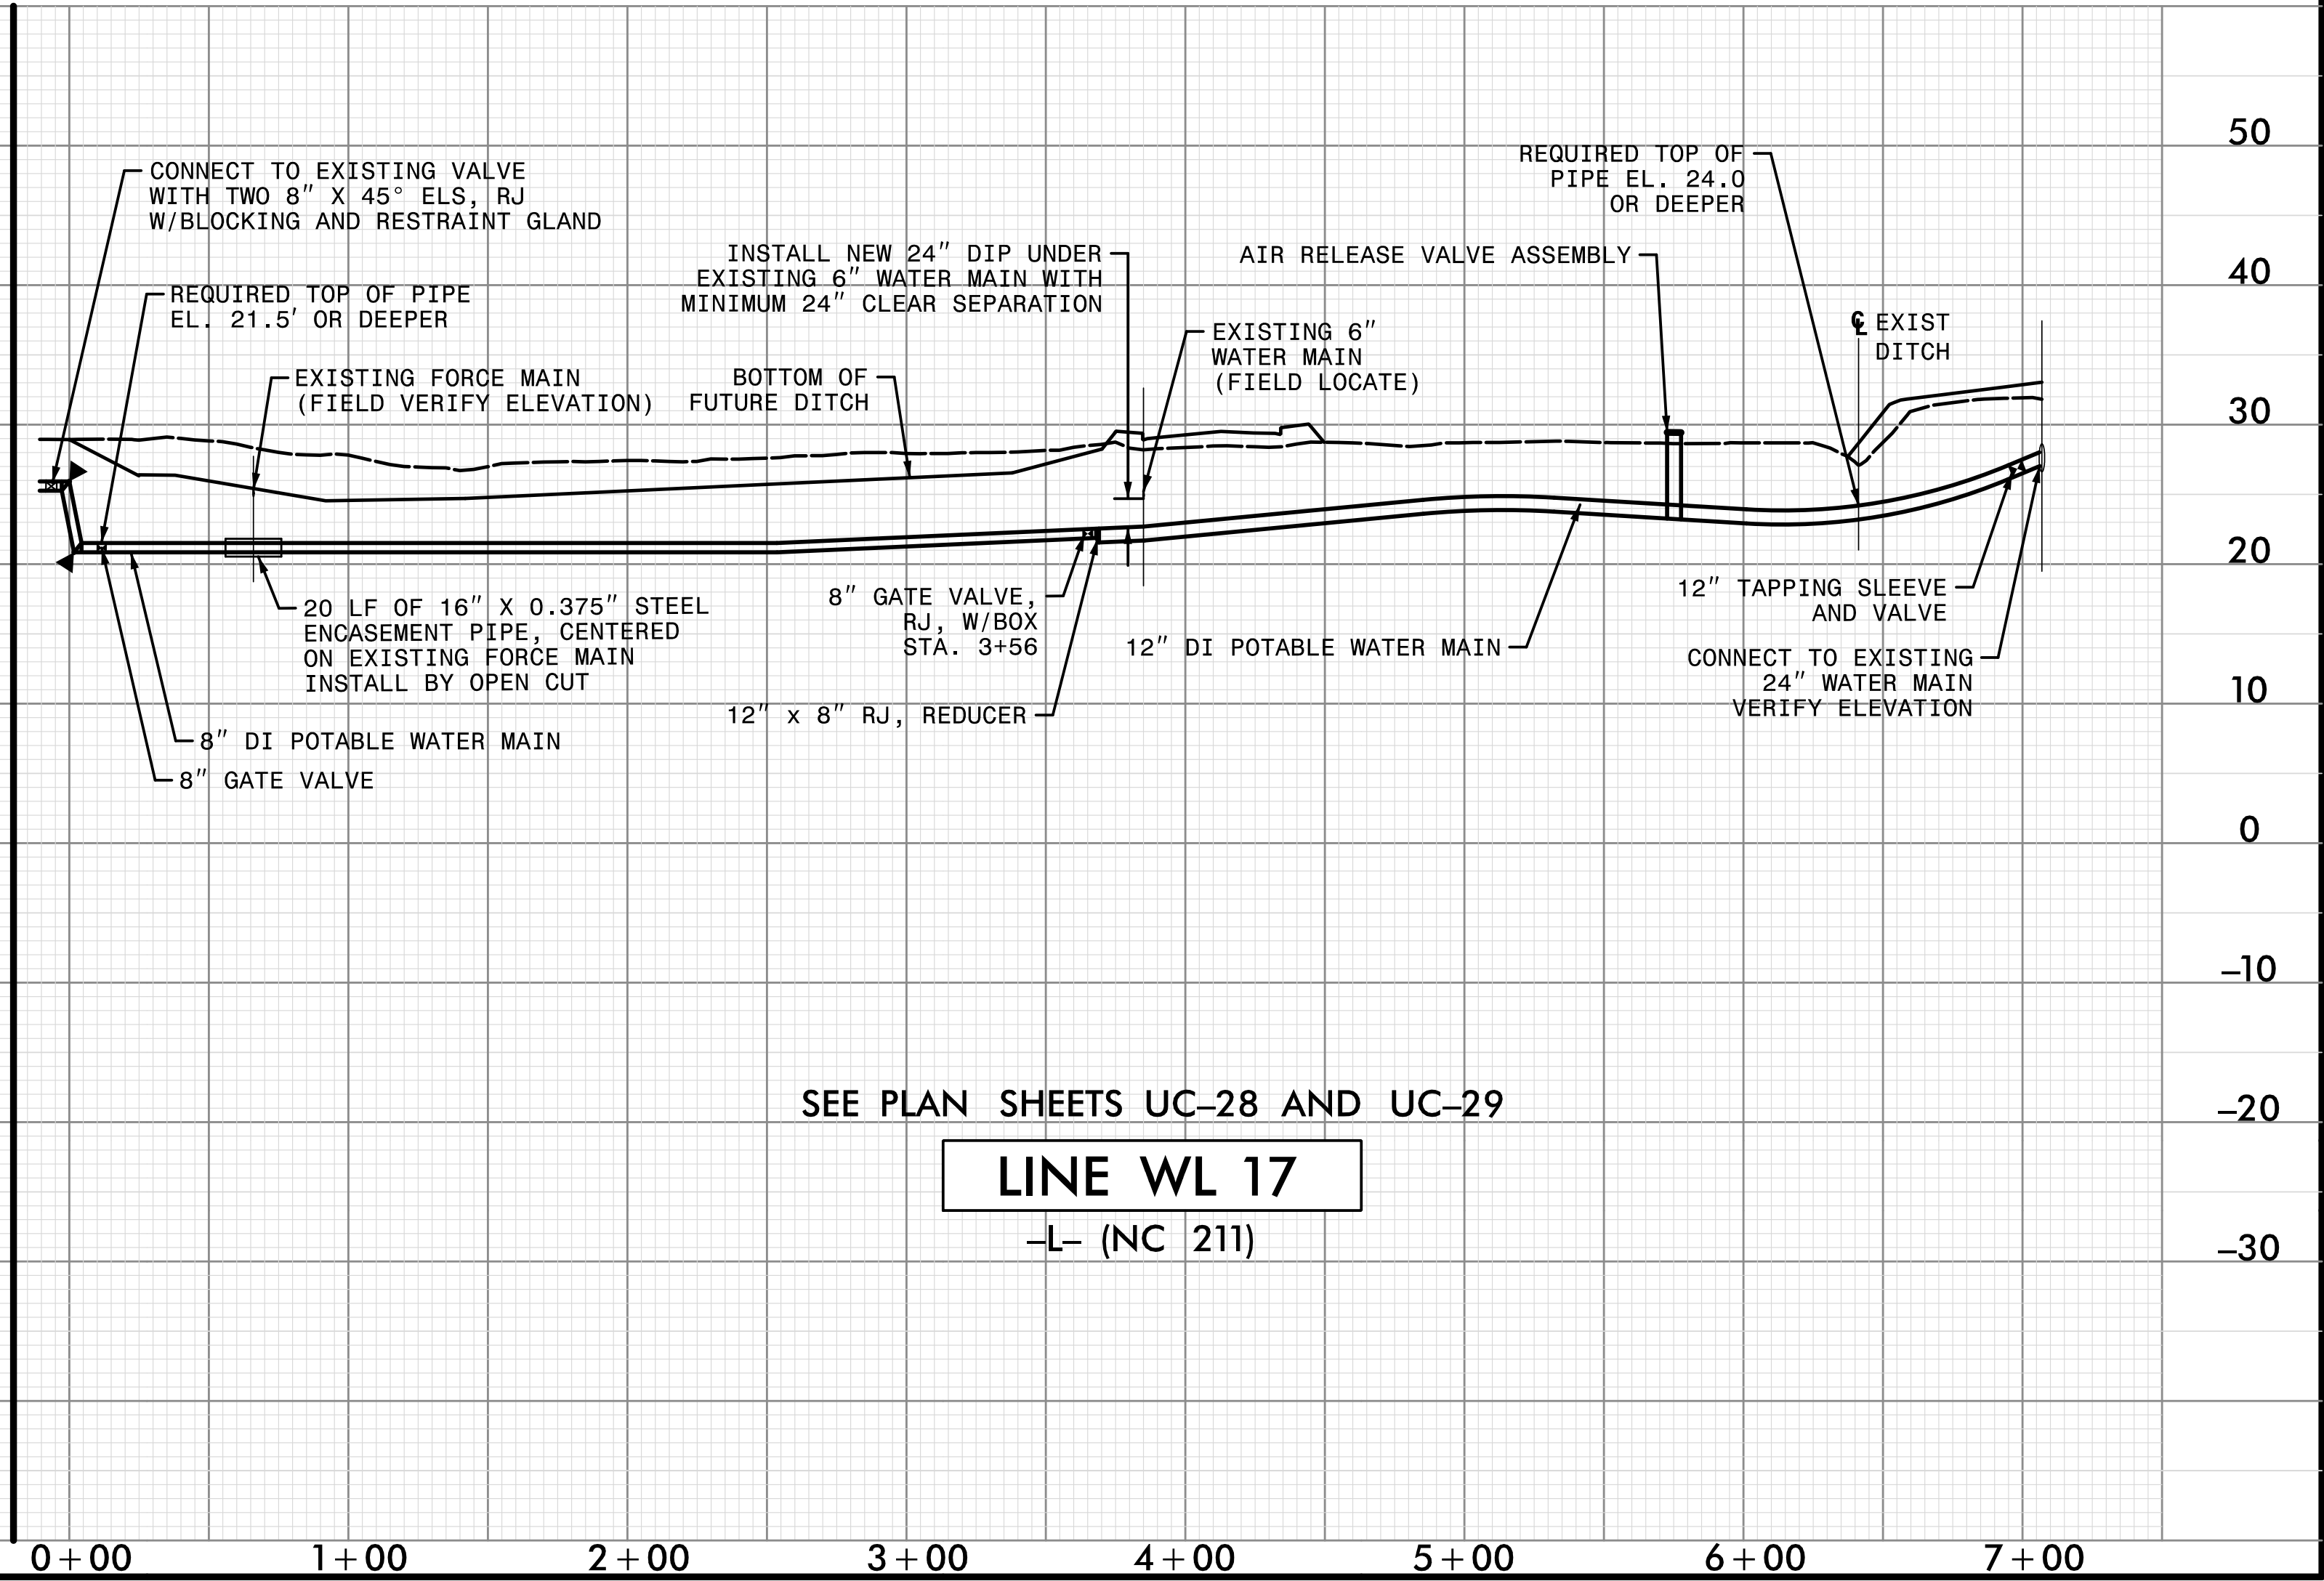 50
CONNECT TO EXISTING VALVE
WITH TWO 8" X 45° ELS, RJ
W/BLOCKING AND RESTRAINT GLAND
REQUIRED TOP OF
PIPE EL. 24.0
OR DEEPER
INSTALL NEW 24" DIP UNDER
EXISTING 6" WATER MAIN WITH
MINIMUM 24" CLEAR SEPARATION
AIR RELEASE VALVE ASSEMBLY
40
REQUIRED TOP OF PIPE
EL. 21.5' OR DEEPER
EXISTING 6"
WATER MAIN
(FIELD LOCATE)
℄ EXIST
DITCH
EXISTING FORCE MAIN
(FIELD VERIFY ELEVATION)
BOTTOM OF
FUTURE DITCH
30
20
20 LF OF 16" X 0.375" STEEL
ENCASEMENT PIPE, CENTERED
ON EXISTING FORCE MAIN
INSTALL BY OPEN CUT
8" GATE VALVE,
RJ, W/BOX
STA. 3+56
12" DI POTABLE WATER MAIN
12" TAPPING SLEEVE
AND VALVE
CONNECT TO EXISTING
24" WATER MAIN
VERIFY ELEVATION
10
12" x 8" RJ, REDUCER
8" DI POTABLE WATER MAIN
8" GATE VALVE
0
–10
–20
SEE PLAN SHEETS UC–28 AND UC–29
LINE WL 17
–L– (NC 211)
–30
0+00 1+00 2+00 3+00 4+00 5+00 6+00 7+00